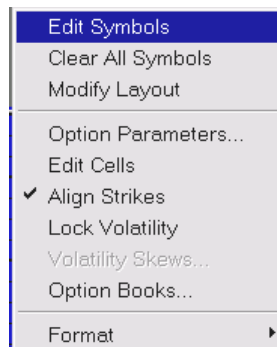 Edit Symbols
Clear All Symbols
Modify Layout
Option Parameters...
Edit Cells
Align Strikes
Lock Volatility
Volatility Skews...
Option Books...
Format